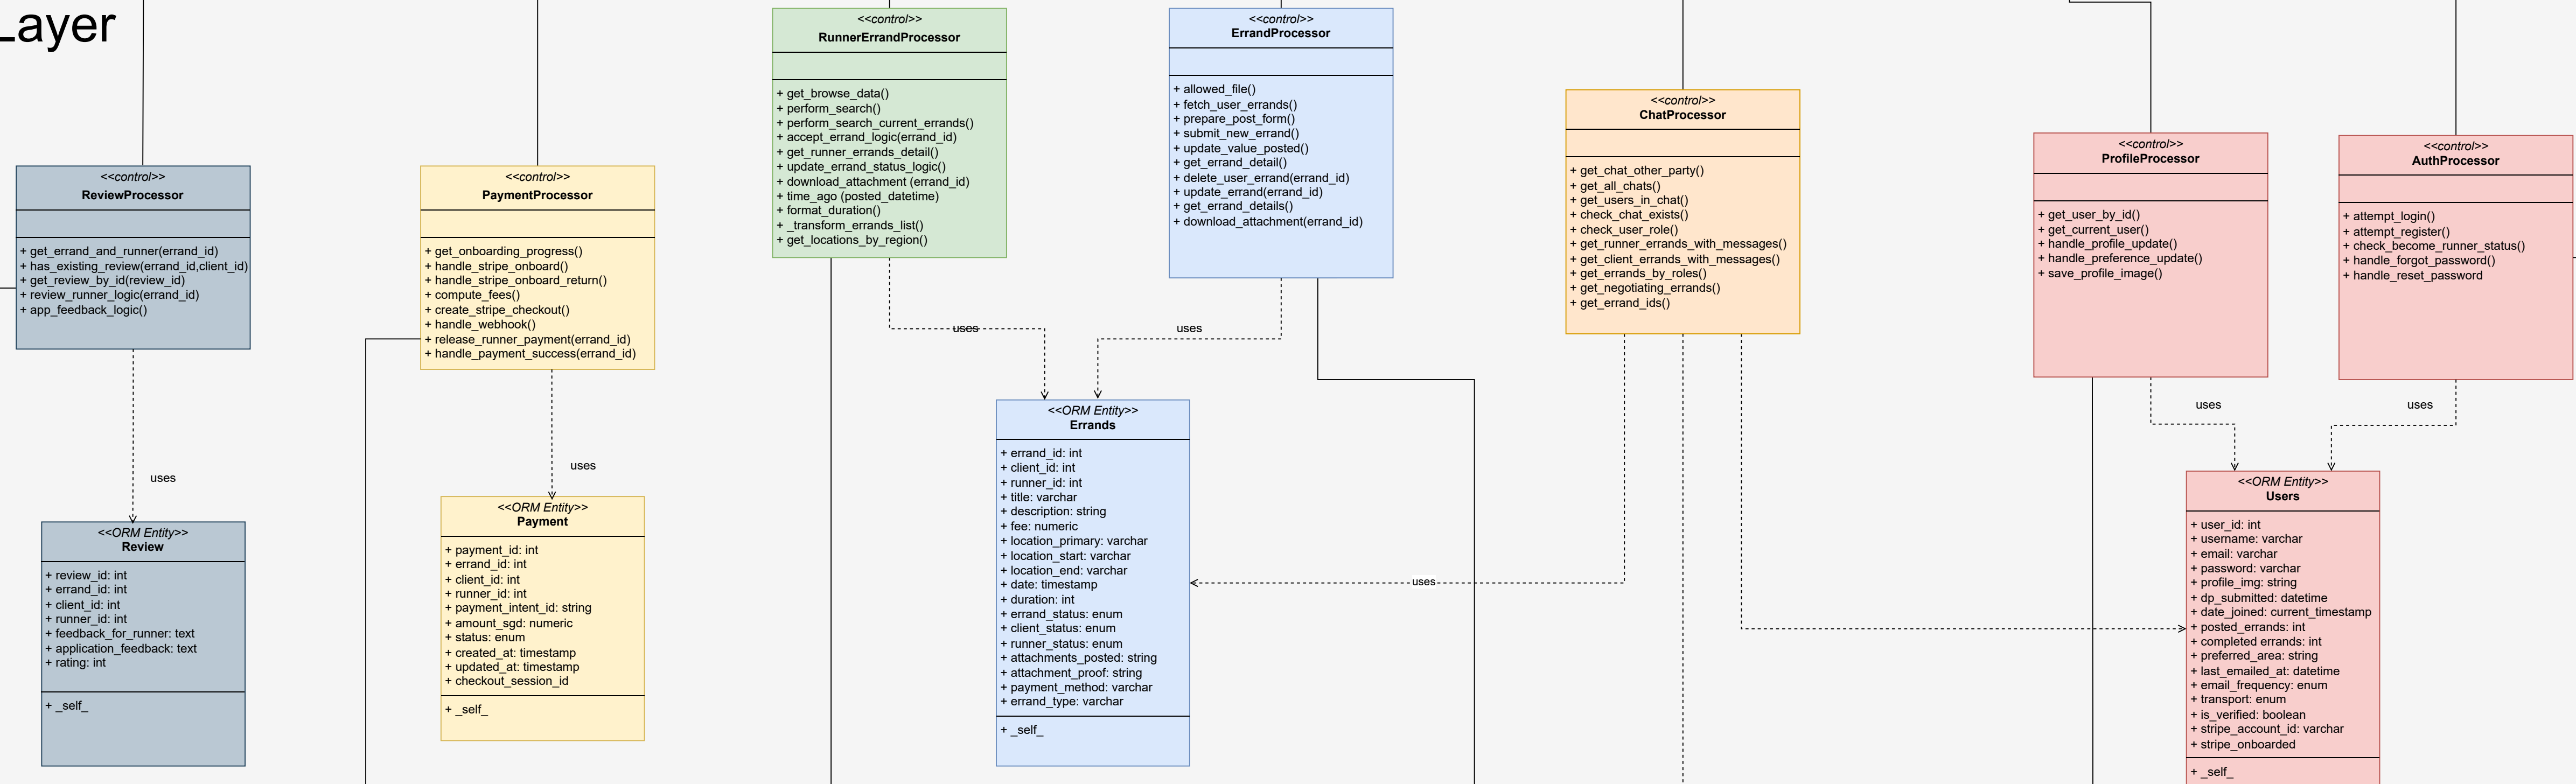 Layer
<<control>>
RunnerErrandProcessor
+ get_browse_data()
+ perform_search()
+ perform_search_current_errands()
+ accept_errand_logic(errand_id)
+ get_runner_errands_detail()
+ update_errand_status_logic()
+ download_attachment (errand_id)
+ time_ago (posted_datetime)
+ format_duration()
+ _transform_errands_list()
+ get_locations_by_region()
<<control>>
ErrandProcessor
+ allowed_file()
+ fetch_user_errands()
+ prepare_post_form()
+ submit_new_errand()
+ update_value_posted()
+ get_errand_detail()
+ delete_user_errand(errand_id)
+ update_errand(errand_id)
+ get_errand_details()
+ download_attachment(errand_id)
<<control>>
ChatProcessor
+ get_chat_other_party()
+ get_all_chats()
+ get_users_in_chat()
+ check_chat_exists()
+ check_user_role()
+ get_runner_errands_with_messages()
+ get_client_errands_with_messages()
+ get_errands_by_roles()
+ get_negotiating_errands()
+ get_errand_ids()
<<control>>
ProfileProcessor
+ get_user_by_id()
+ get_current_user()
+ handle_profile_update()
+ handle_preference_update()
+ save_profile_image()
<<control>>
AuthProcessor
+ attempt_login()
+ attempt_register()
+ check_become_runner_status()
+ handle_forgot_password()
+ handle_reset_password
<<control>>
ReviewProcessor
+ get_errand_and_runner(errand_id)
+ has_existing_review(errand_id,client_id)
+ get_review_by_id(review_id)
+ review_runner_logic(errand_id)
+ app_feedback_logic()
<<control>>
PaymentProcessor
+ get_onboarding_progress()
+ handle_stripe_onboard()
+ handle_stripe_onboard_return()
+ compute_fees()
+ create_stripe_checkout()
+ handle_webhook()
+ release_runner_payment(errand_id)
+ handle_payment_success(errand_id)
uses
uses
uses
uses
uses
uses
uses
<<ORM Entity>>
Review
+ review_id: int
+ errand_id: int
+ client_id: int
+ runner_id: int
+ feedback_for_runner: text
+ application_feedback: text
+ rating: int
+ _self_
<<ORM Entity>>
Payment
+ payment_id: int
+ errand_id: int
+ client_id: int
+ runner_id: int
+ payment_intent_id: string
+ amount_sgd: numeric
+ status: enum
+ created_at: timestamp
+ updated_at: timestamp
+ checkout_session_id
+ _self_
<<ORM Entity>>
Errands
+ errand_id: int
+ client_id: int
+ runner_id: int
+ title: varchar
+ description: string
+ fee: numeric
+ location_primary: varchar
+ location_start: varchar
+ location_end: varchar
+ date: timestamp
+ duration: int
+ errand_status: enum
+ client_status: enum
+ runner_status: enum
+ attachments_posted: string
+ attachment_proof: string
+ payment_method: varchar
+ errand_type: varchar
+ _self_
<<ORM Entity>>
Users
+ user_id: int
+ username: varchar
+ email: varchar
+ password: varchar
+ profile_img: string
+ dp_submitted: datetime
+ date_joined: current_timestamp
+ posted_errands: int
+ completed errands: int
+ preferred_area: string
+ last_emailed_at: datetime
+ email_frequency: enum
+ transport: enum
+ is_verified: boolean
+ stripe_account_id: varchar
+ stripe_onboarded
+ _self_